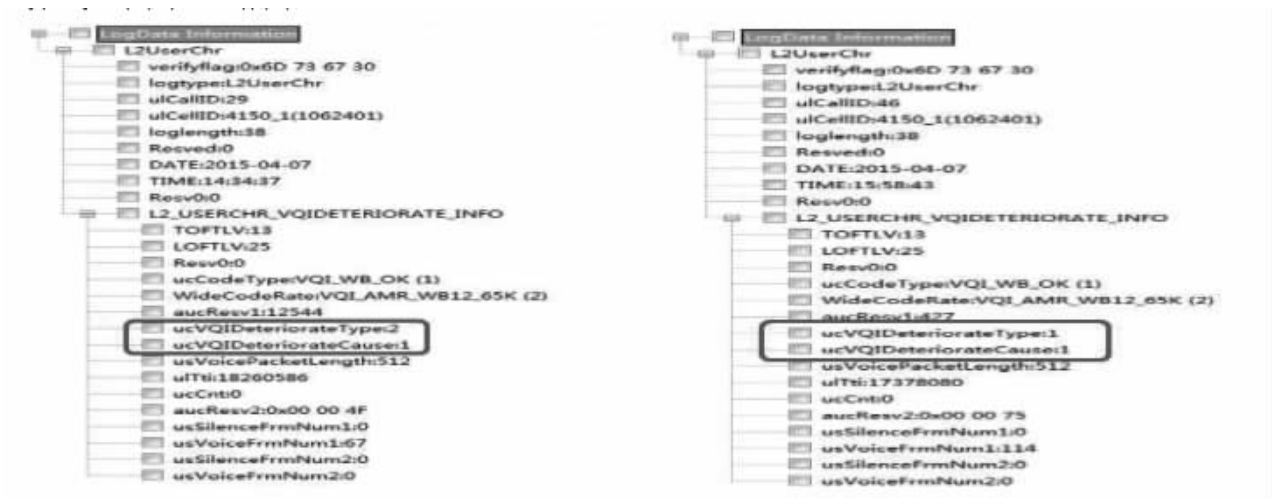 LogData Information
L2UserChr
verifyflag:0x6D 73 67 30
logtype:L2UserChr
ulCallID:29
ulCellID:4150_1(1062401)
loglength:38
Resved:0
DATE:2015-04-07
TIME:14:34:37
Resv0:0
L2_USERCHR_VQIDETERIORATE_INFO
TOFTLV:13
LOFTLV:25
Resv0:0
ucCodeType:VQI_WB_OK (1)
WideCodeRate:VQI_AMR_WB12_65K (2)
aucResv1:12544
ucVQIDeteriorateType:2
ucVQIDeteriorateCause:1
usVoicePacketLength:512
ulTti:18260586
ucCnt:0
aucResv2:0x00 00 4F
usSilenceFrmNum1:0
usVoiceFrmNum1:67
usSilenceFrmNum2:0
usVoiceFrmNum2:0
LogData Information
L2UserChr
verifyflag:0x6D 73 67 30
logtype:L2UserChr
ulCallID:46
ulCellID:4150_1(1062401)
loglength:38
Resved:0
DATE:2015-04-07
TIME:15:58:43
Resv0:0
L2_USERCHR_VQIDETERIORATE_INFO
TOFTLV:13
LOFTLV:25
Resv0:0
ucCodeType:VQI_WB_OK (1)
WideCodeRate:VQI_AMR_WB12_65K (2)
aucResv1:427
ucVQIDeteriorateType:1
ucVQIDeteriorateCause:1
usVoicePacketLength:512
ulTti:17378080
ucCnt:0
aucResv2:0x00 00 75
usSilenceFrmNum1:0
usVoiceFrmNum1:114
usSilenceFrmNum2:0
usVoiceFrmNum2:0